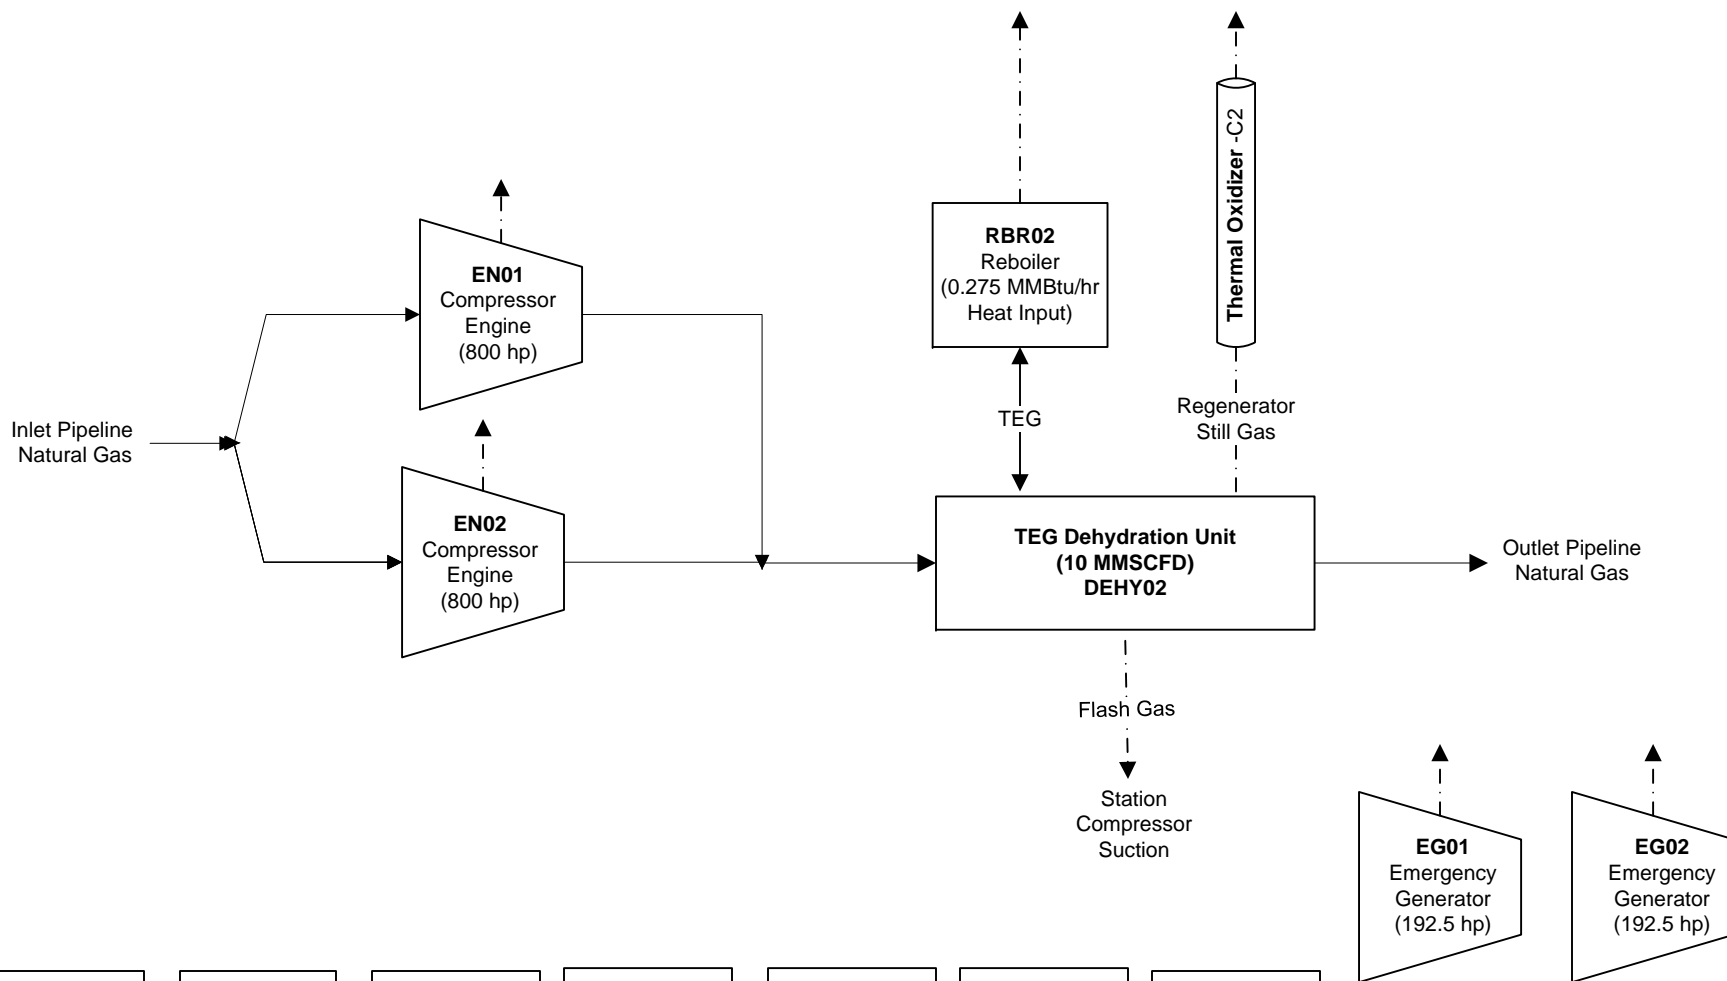 Thermal Oxidizer -C2
RBR02
Reboiler
(0.275 MMBtu/hr
Heat Input)
EN01
Compressor
Engine
(800 hp)
TEG
Regenerator
Still Gas
Inlet Pipeline
Natural Gas
EN02
Compressor
Engine
(800 hp)
TEG Dehydration Unit
(10 MMSCFD)
DEHY02
Outlet Pipeline
Natural Gas
Flash Gas
Station
Compressor
Suction
EG01
Emergency
Generator
(192.5 hp)
EG02
Emergency
Generator
(192.5 hp)